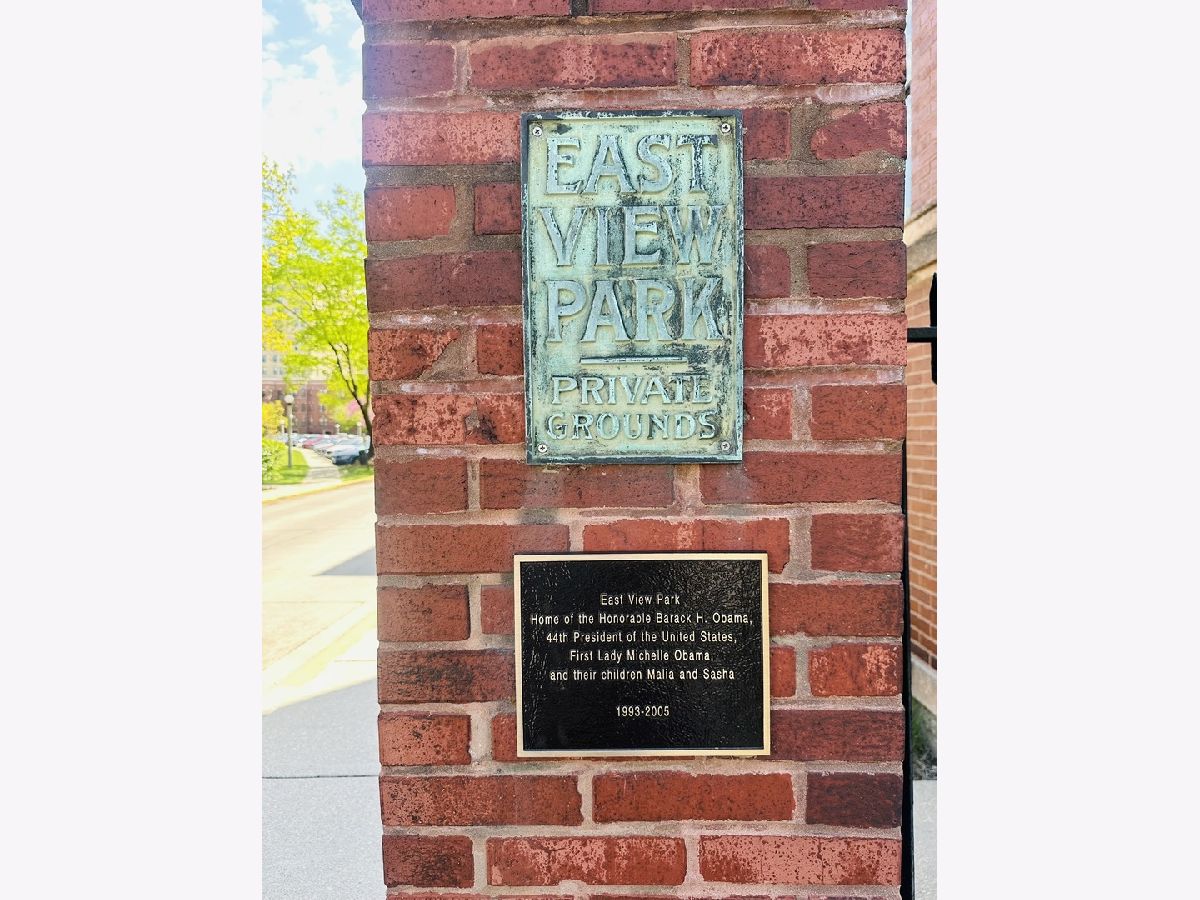 EAST
VIEW
PARK
PRIVATE
GROUNDS
East View Park
Home of the Honorable Barack H. Obama,
44th President of the United States,
First Lady Michelle Obama
and their children Malia and Sasha
1993-2005